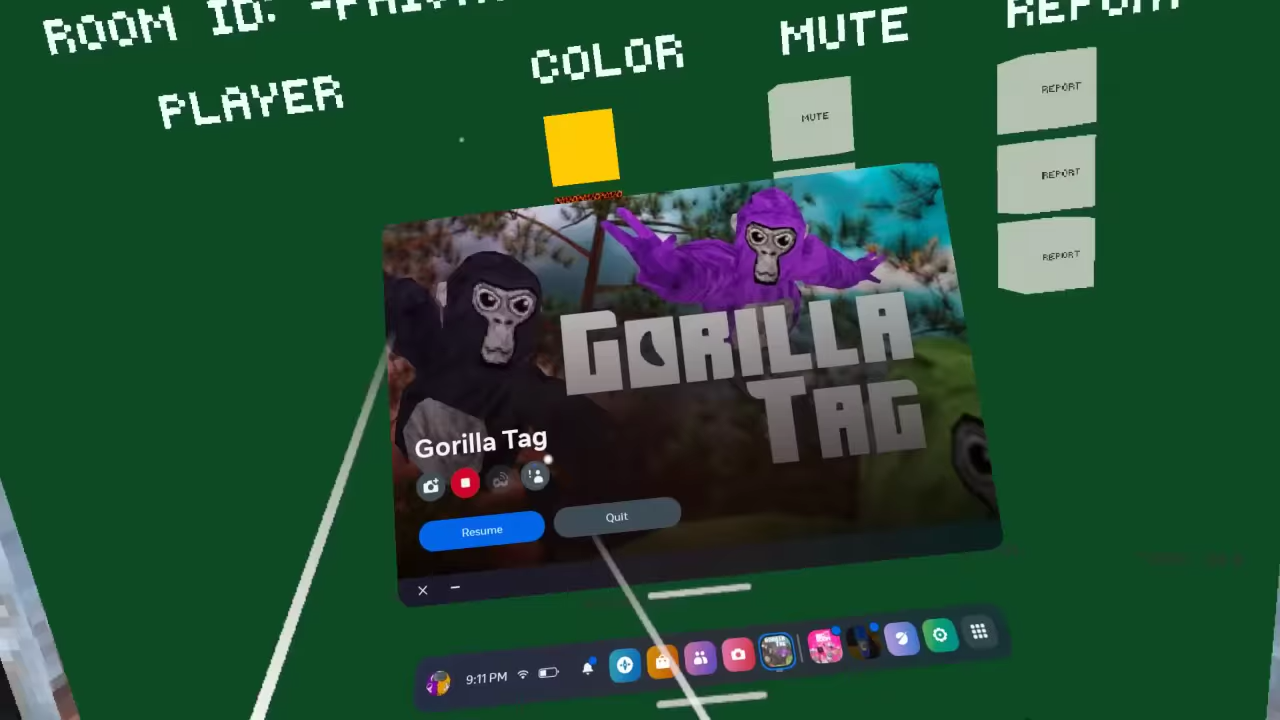 ROOM ID:
PLAYER
COLOR
MUTE
REPORT
MUTE
REPORT
REPORT
REPORT
GORILLA
TAG
Gorilla Tag
Resume
Quit
9:11 PM